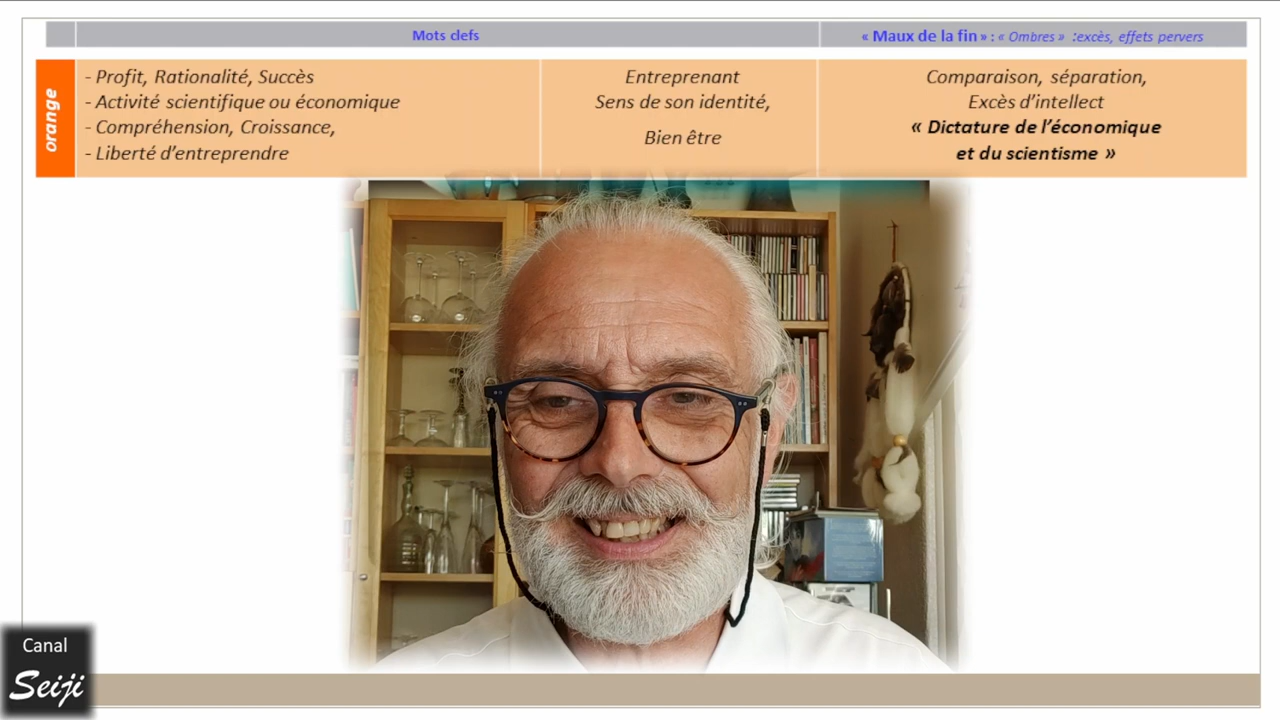 Mots clefs
« Maux de la fin » : « Ombres » :excès, effets pervers
orange
- Profit, Rationalité, Succès
- Activité scientifique ou économique
- Compréhension, Croissance,
- Liberté d'entreprendre
Entreprenant
Sens de son identité,
Bien être
Comparaison, séparation,
Excès d'intellect
« Dictature de l'économique
et du scientisme »
Canal
Seiji